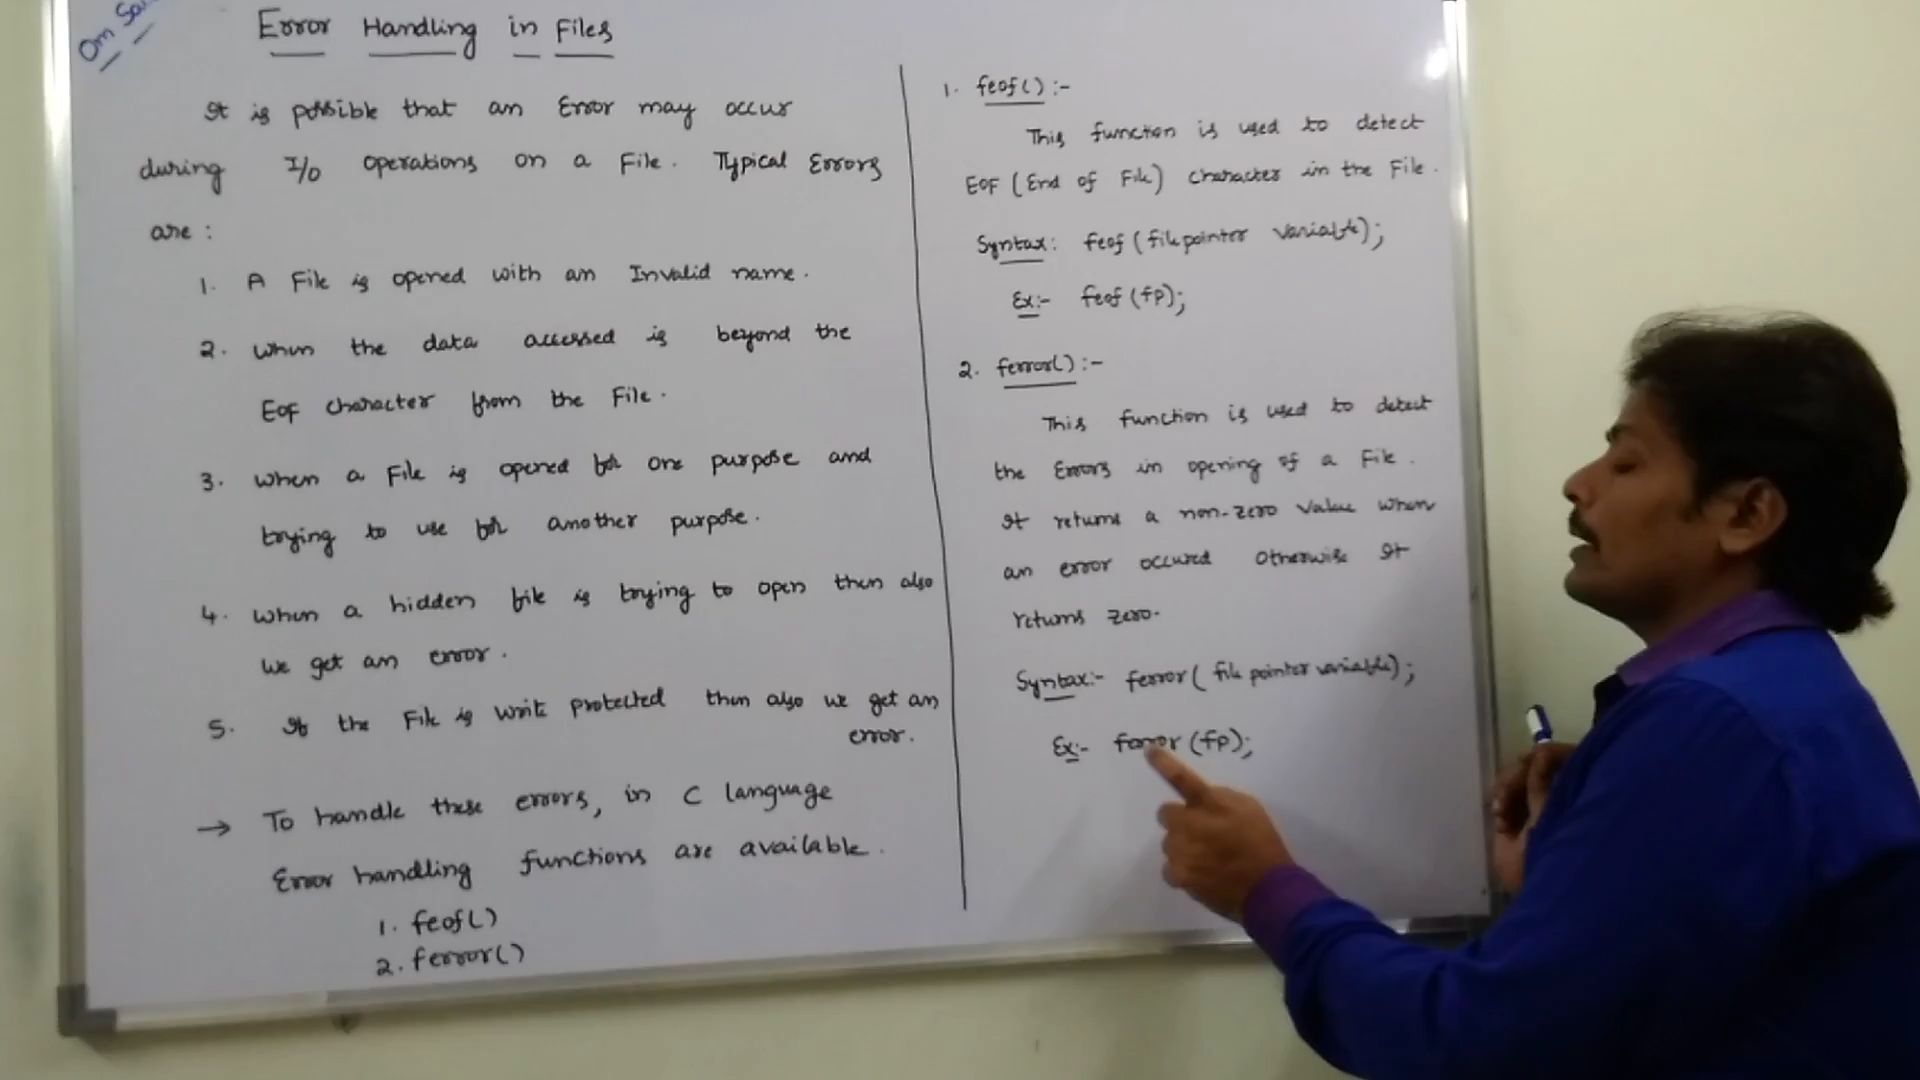 Om Sai
Error Handling in Files
It is possible that an Error may occur
during I/O operations on a File. Typical Errors
are :
1. A File is opened with an Invalid name.
2. When the data accessed is beyond the
EOF character from the File.
3. When a File is opened for one purpose and
trying to use for another purpose.
4. When a hidden file is trying to open then also
we get an error.
5. If the File is write protected then also we get an
error.
→ To handle these errors, in C language
Error handling functions are available.
1. feof()
2. ferror()
1. feof() :-
This function is used to detect
EOF (End of File) character in the File.
Syntax: feof (filepointer variable);
Ex:- feof (fp);
2. ferror() :-
This function is used to detect
the Errors in opening of a File.
It returns a non-zero value when
an error occured otherwise It
returns zero.
Syntax:- ferror( file pointer variable);
Ex:- ferror (fp);